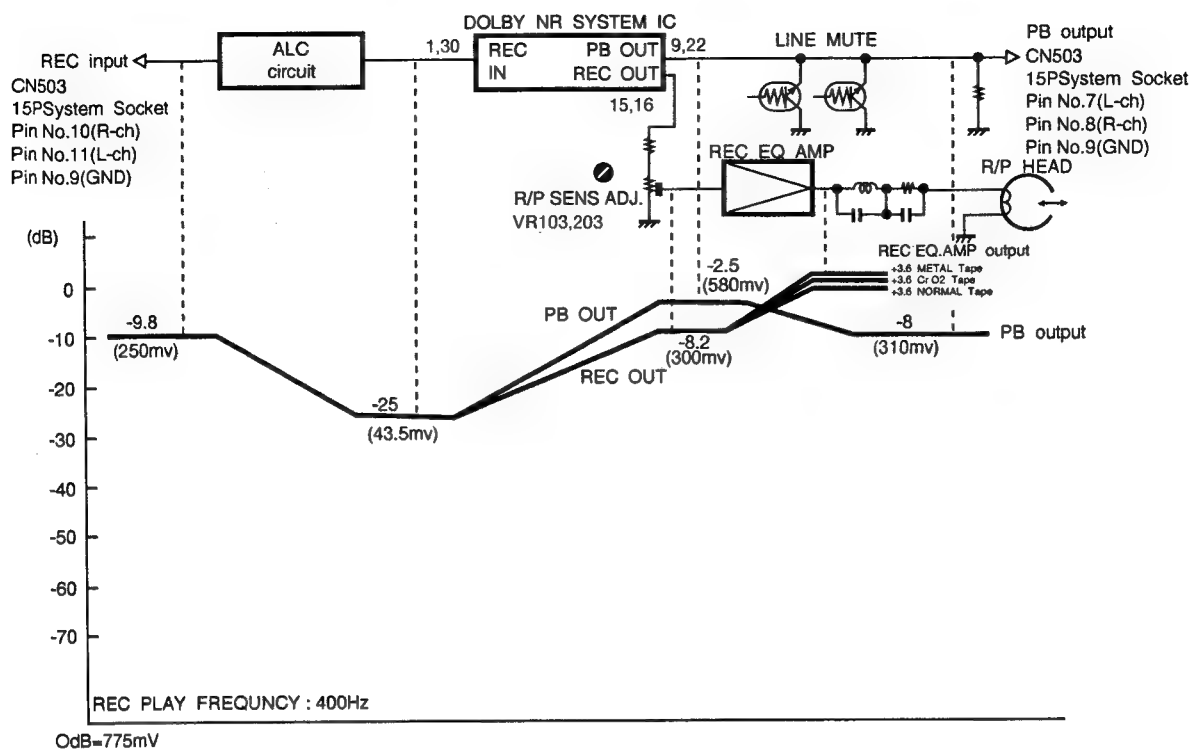 DOLBY NR SYSTEM IC
REC input
CN503
15PSystem Socket
Pin No.10(R-ch)
Pin No.11(L-ch)
Pin No.9(GND)
ALC
circuit
1,30
REC
IN
PB OUT
REC OUT
9,22
15,16
LINE MUTE
PB output
CN503
15PSystem Socket
Pin No.7(L-ch)
Pin No.8(R-ch)
Pin No.9(GND)
R/P HEAD
REC EQ AMP
R/P SENS ADJ.
VR103,203
REC EQ.AMP output
+3.6 METAL Tape
+3.6 Cr O2 Tape
+3.6 NORMAL Tape
(dB)
0
-10
-20
-30
-40
-50
-60
-70
-9.8
(250mv)
-25
(43.5mv)
PB OUT
REC OUT
-2.5
(580mv)
-8.2
(300mv)
-8
(310mv)
PB output
REC PLAY FREQUNCY : 400Hz
OdB=775mV